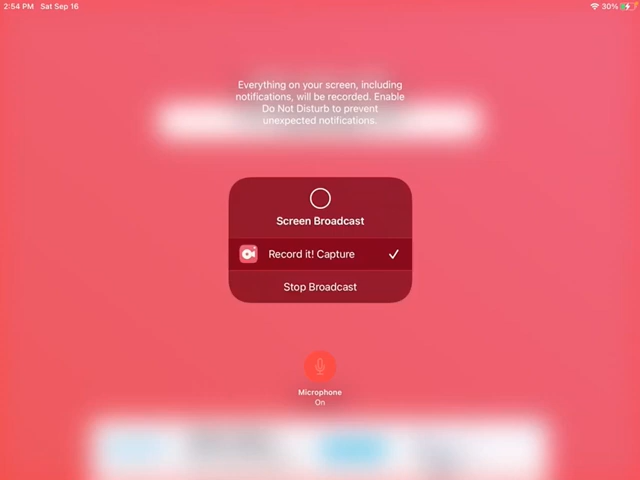 2:54 PM Sat Sep 16 30%
Everything on your screen, including
notifications, will be recorded. Enable
Do Not Disturb to prevent
unexpected notifications.
Screen Broadcast
Record it! Capture
Stop Broadcast
Microphone
On